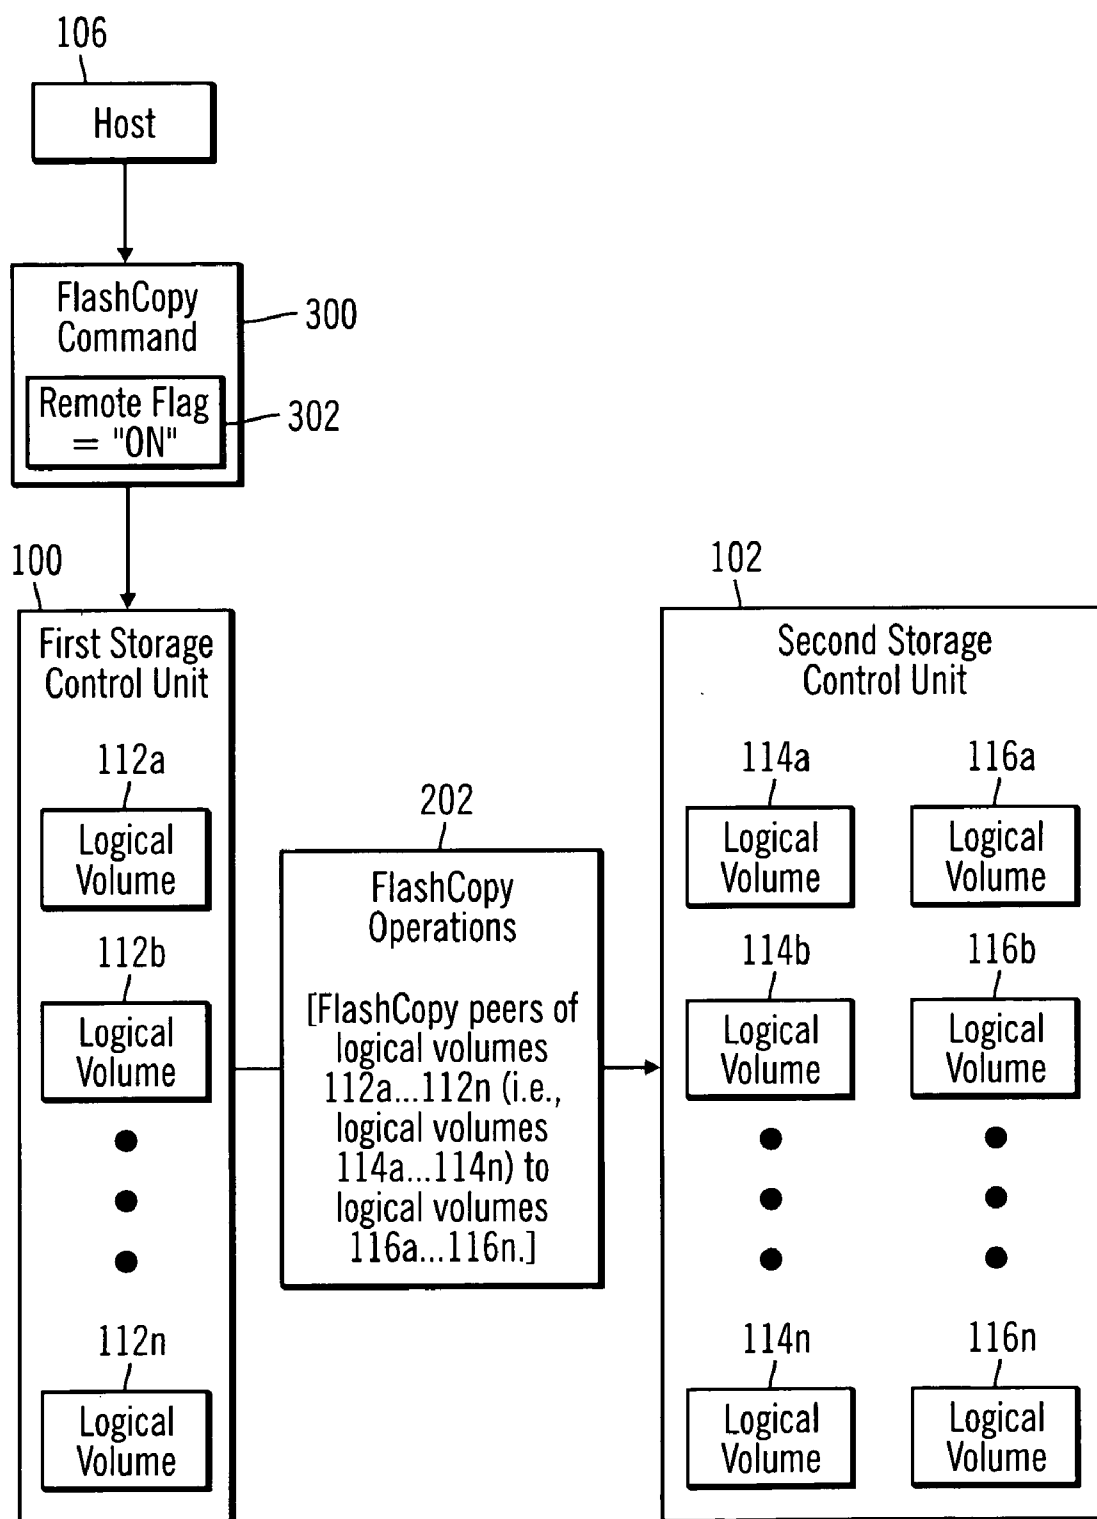 106
Host
FlashCopy
Command
300
Remote Flag
= "ON"
302
100
First Storage
Control Unit
102
Second Storage
Control Unit
112a
Logical
Volume
112b
Logical
Volume
112n
Logical
Volume
202
FlashCopy
Operations
[FlashCopy peers of
logical volumes
112a...112n (i.e.,
logical volumes
114a...114n) to
logical volumes
116a...116n.]
114a
Logical
Volume
116a
Logical
Volume
114b
Logical
Volume
116b
Logical
Volume
114n
Logical
Volume
116n
Logical
Volume